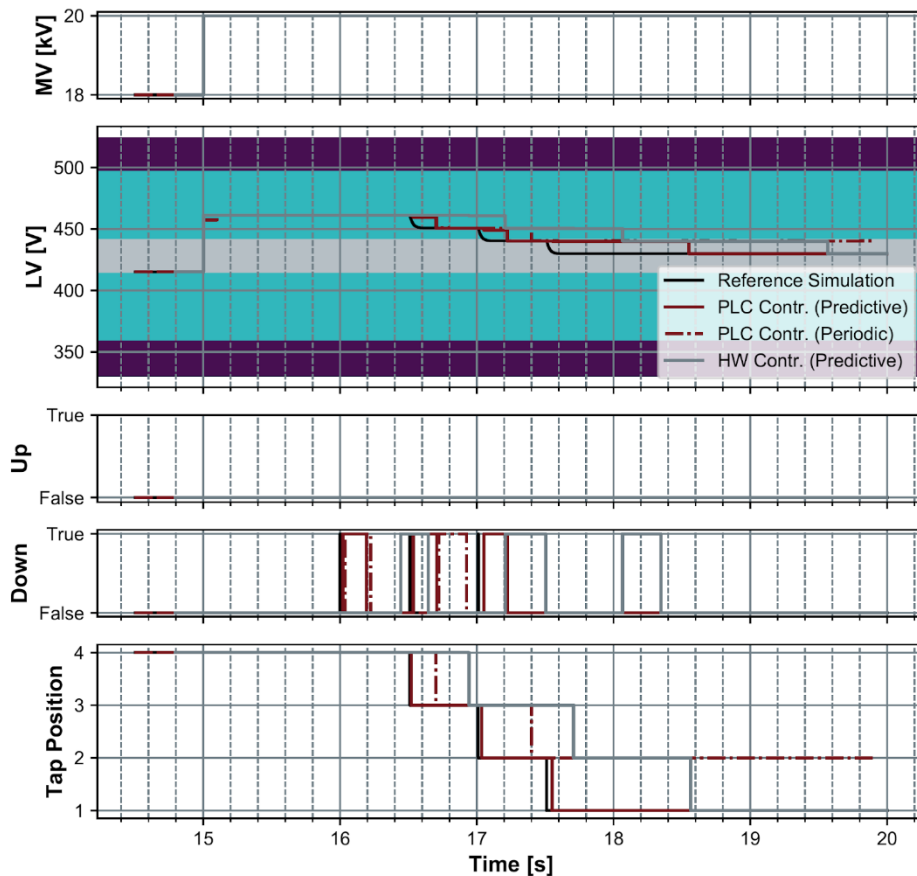 MV [kV]
20
18
LV [V]
500
450
400
350
Reference Simulation
PLC Contr. (Predictive)
PLC Contr. (Periodic)
HW Contr. (Predictive)
Up
True
False
Down
True
False
Tap Position
4
3
2
1
15
16
17
18
19
20
Time [s]